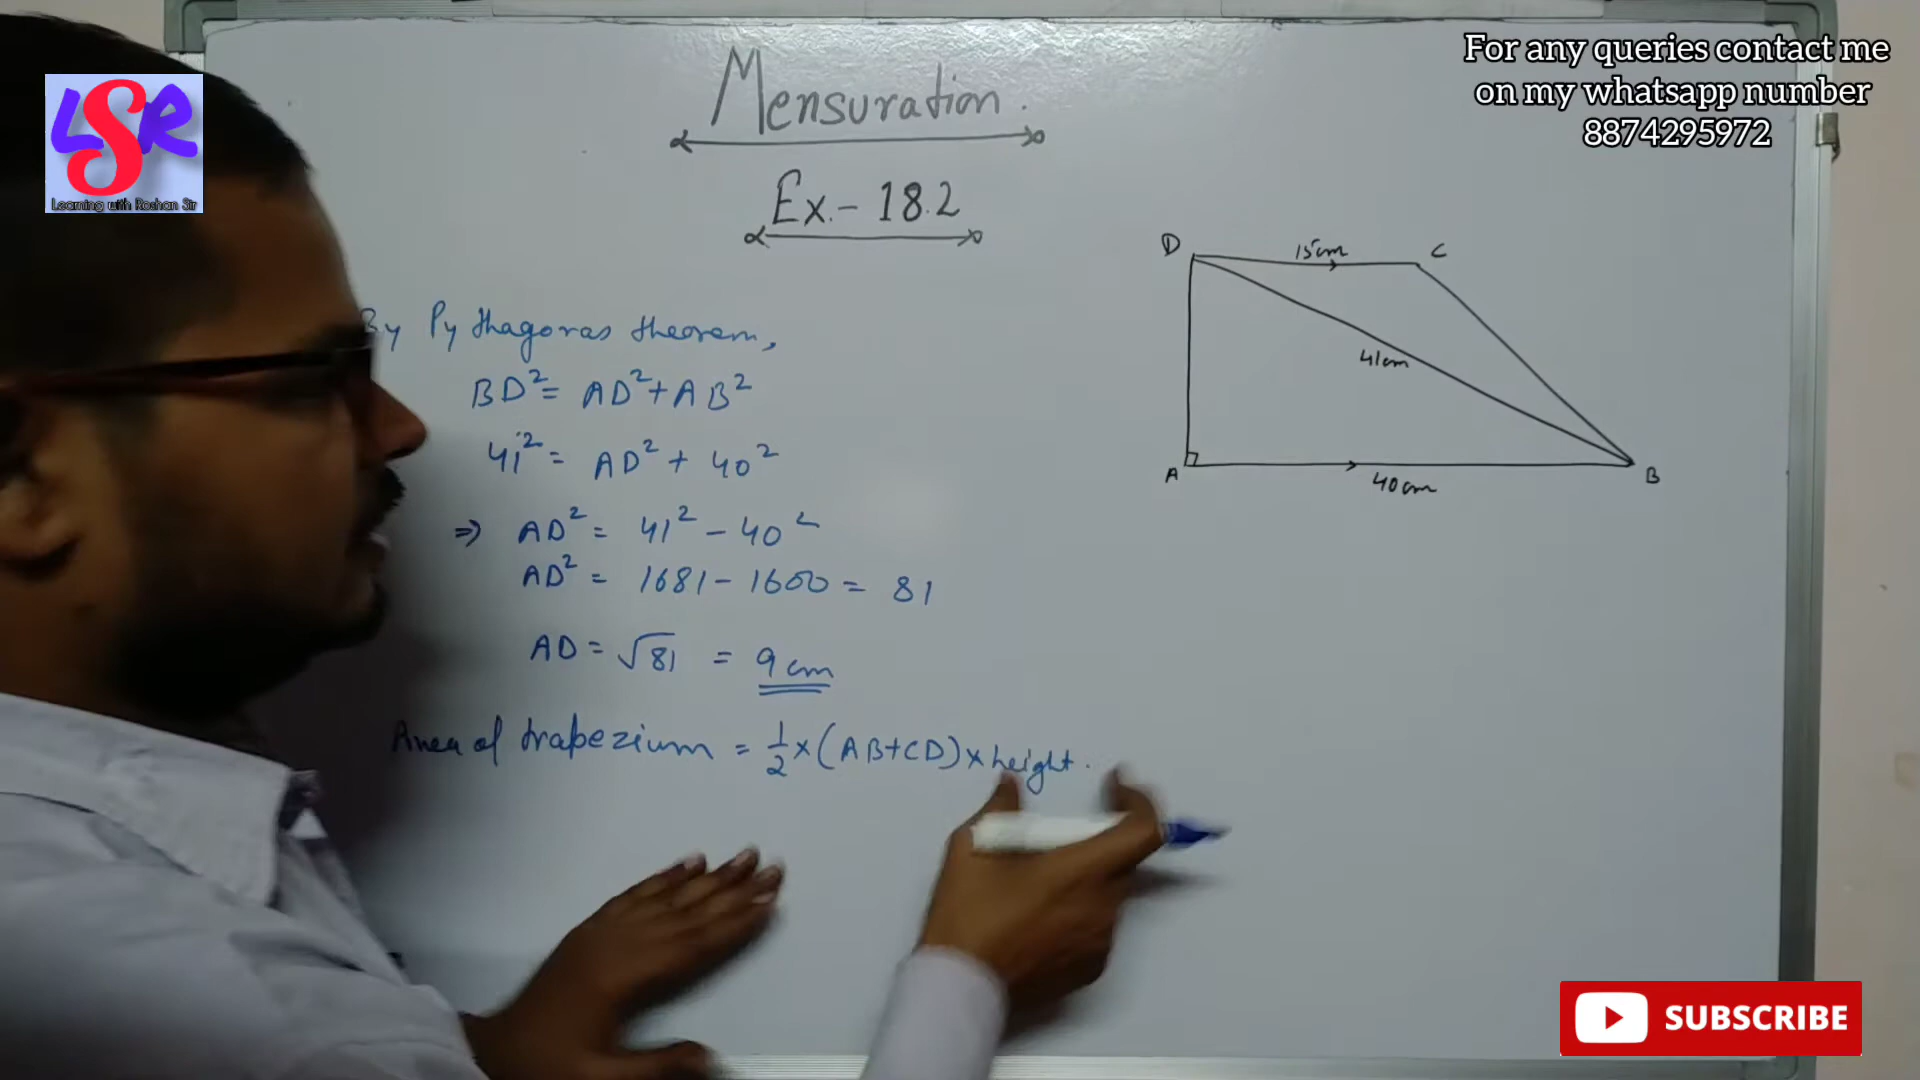 For any queries contact me
on my whatsapp number
8874295972
LSR
Learning with Roshan Sir
Mensuration.
Ex.- 18.2
D 15cm C
41cm
A 40cm B
By Pythagoras theorem,
BD²= AD²+AB²
41²= AD²+ 40²
⇒ AD² = 41² - 40²
AD² = 1681 - 1600 = 81
AD = √81 = 9 cm
Area of trapezium = 1/2 × (AB+CD) × height.
SUBSCRIBE